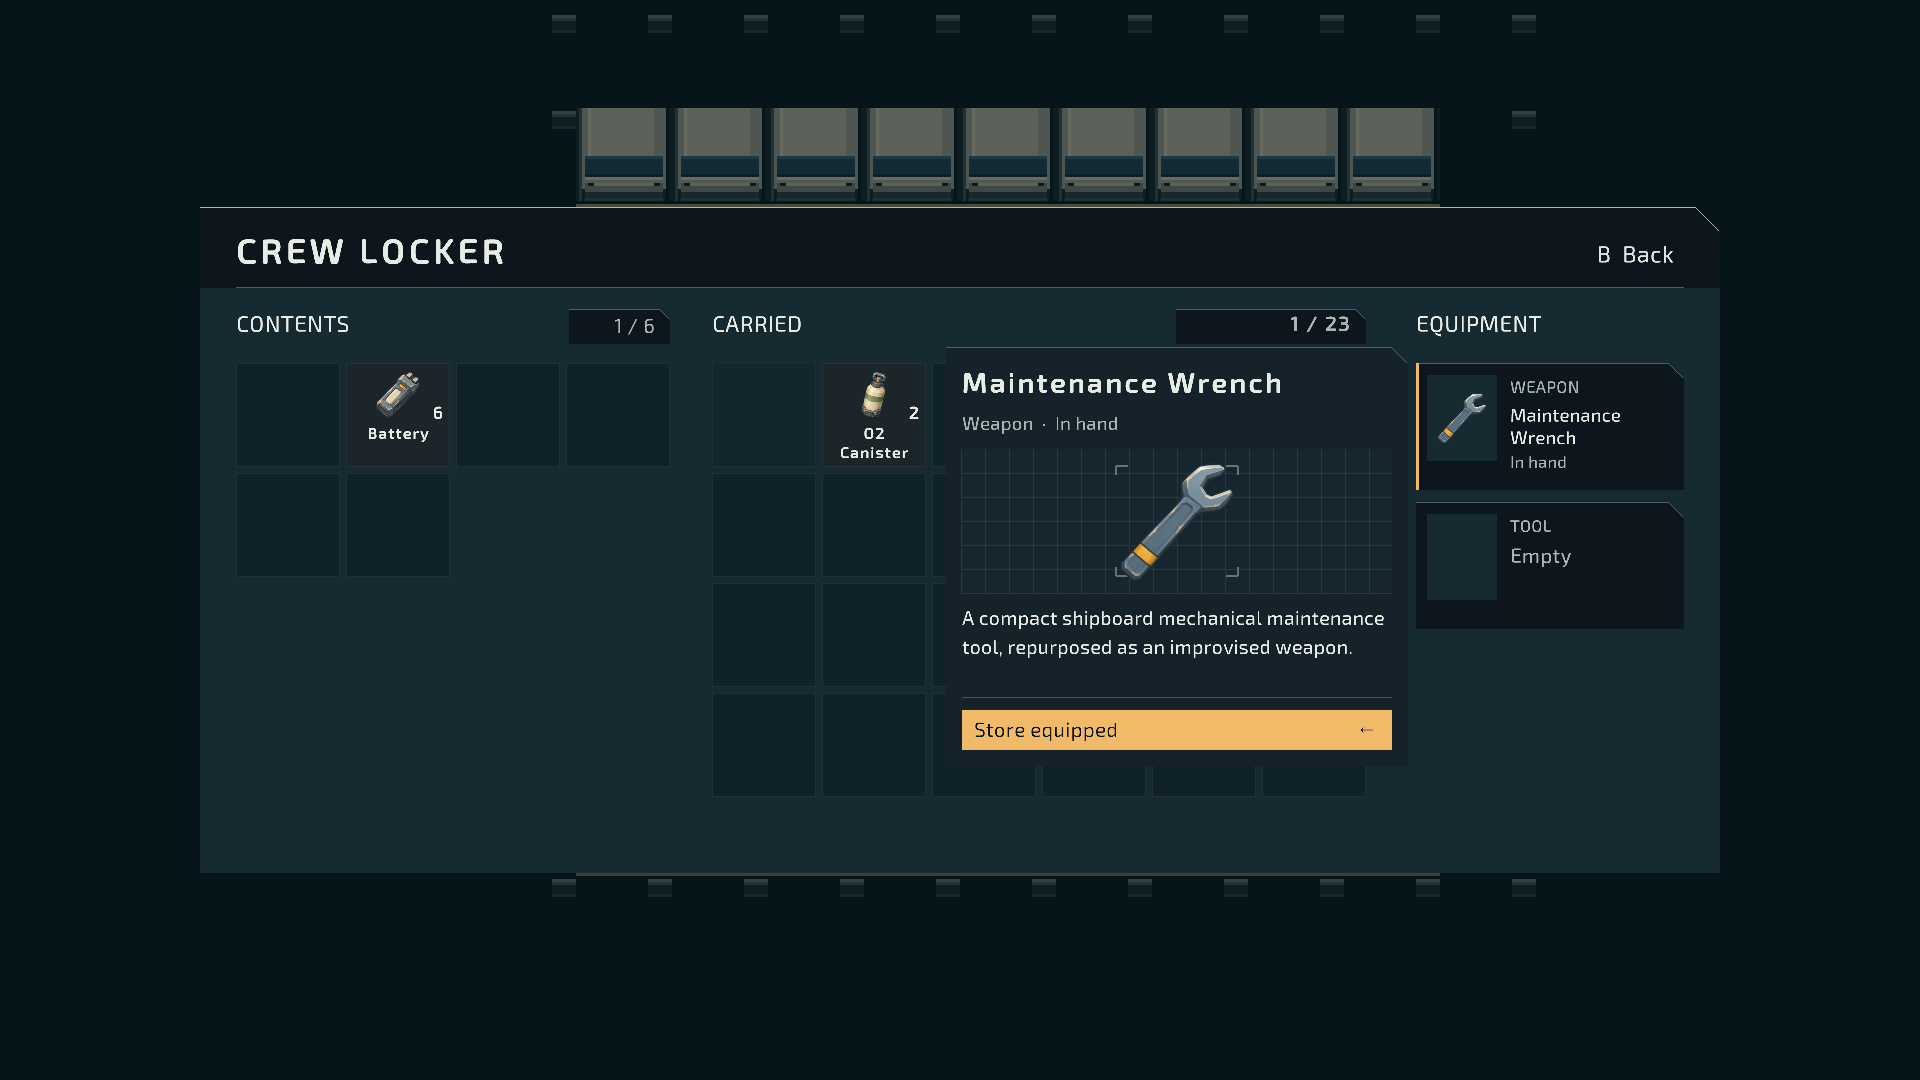 CREW LOCKER
B Back
CONTENTS
1 / 6
CARRIED
1 / 23
EQUIPMENT
6
Battery
2
O2
Canister
Maintenance Wrench
Weapon · In hand
A compact shipboard mechanical maintenance
tool, repurposed as an improvised weapon.
Store equipped ←
WEAPON
Maintenance
Wrench
In hand
TOOL
Empty